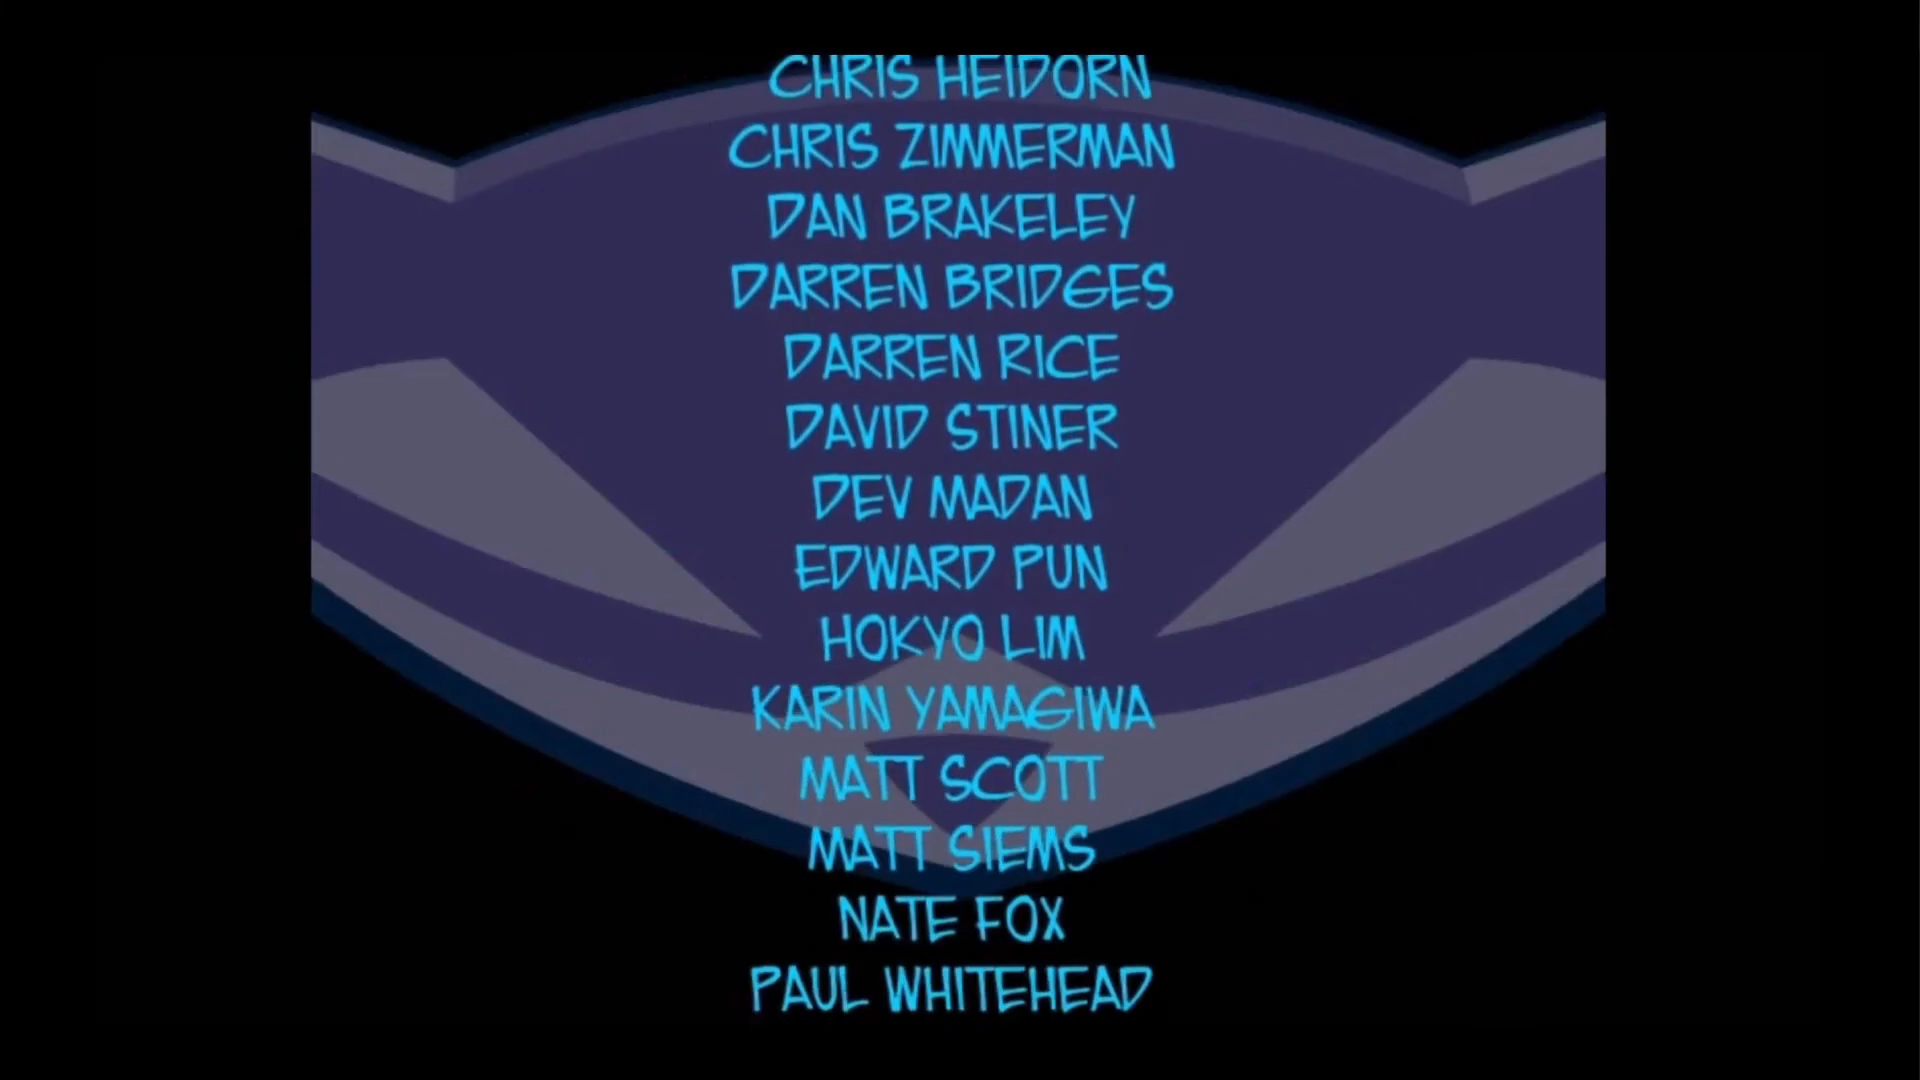 CHRIS HEIDORN
CHRIS ZIMMERMAN
DAN BRAKELEY
DARREN BRIDGES
DARREN RICE
DAVID STINER
DEV MADAN
EDWARD PUN
HOKYO LIM
KARIN YAMAGIWA
MATT SCOTT
MATT SIEMS
NATE FOX
PAUL WHITEHEAD